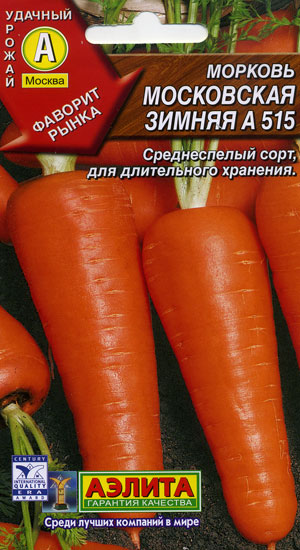 УДАЧНЫЙ
УРОЖАЙ
А
Москва
ФАВОРИТ
РЫНКА
МОРКОВЬ
МОСКОВСКАЯ
ЗИМНЯЯ А 515
Среднеспелый сорт,
для длительного хранения.
CENTURY
INTERNATIONAL
QUALITY
ERA
AWARD
АЭЛИТА
ГАРАНТИЯ КАЧЕСТВА
Среди лучших компаний в мире